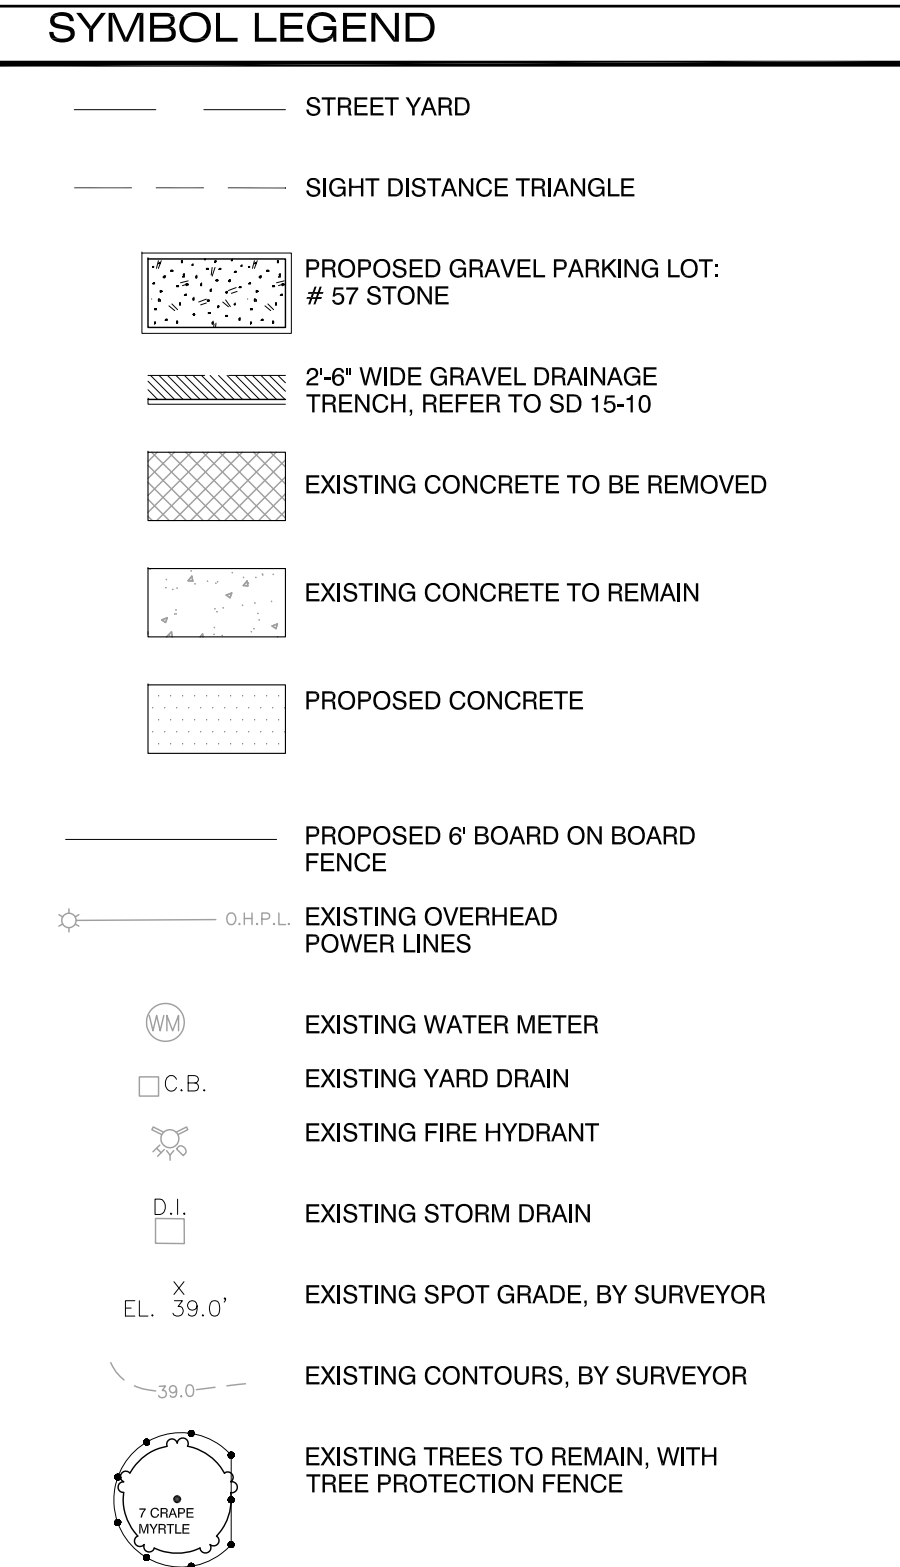 SYMBOL LEGEND
STREET YARD
SIGHT DISTANCE TRIANGLE
PROPOSED GRAVEL PARKING LOT:
# 57 STONE
2'-6" WIDE GRAVEL DRAINAGE
TRENCH, REFER TO SD 15-10
EXISTING CONCRETE TO BE REMOVED
EXISTING CONCRETE TO REMAIN
PROPOSED CONCRETE
PROPOSED 6' BOARD ON BOARD
FENCE
O.H.P.L. EXISTING OVERHEAD
POWER LINES
WM EXISTING WATER METER
C.B. EXISTING YARD DRAIN
HYD EXISTING FIRE HYDRANT
D.I. EXISTING STORM DRAIN
X
EL. 39.0' EXISTING SPOT GRADE, BY SURVEYOR
39.0 EXISTING CONTOURS, BY SURVEYOR
EXISTING TREES TO REMAIN, WITH
TREE PROTECTION FENCE
7 CRAPE
MYRTLE